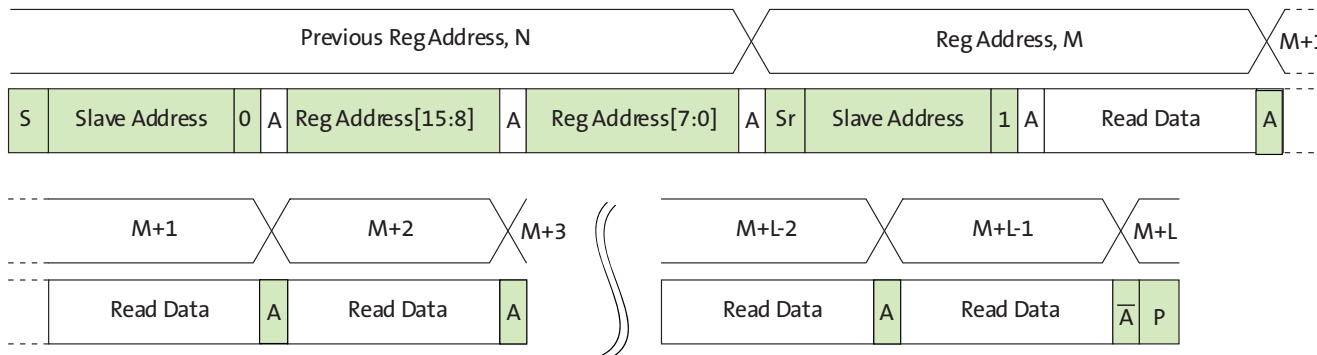 Previous Reg Address, N Reg Address, M M+1
S Slave Address 0 A Reg Address[15:8] A Reg Address[7:0] A Sr Slave Address 1 A Read Data A
M+1 M+2 M+3 M+L-2 M+L-1 M+L
Read Data A Read Data A Read Data A Read Data A̅ P